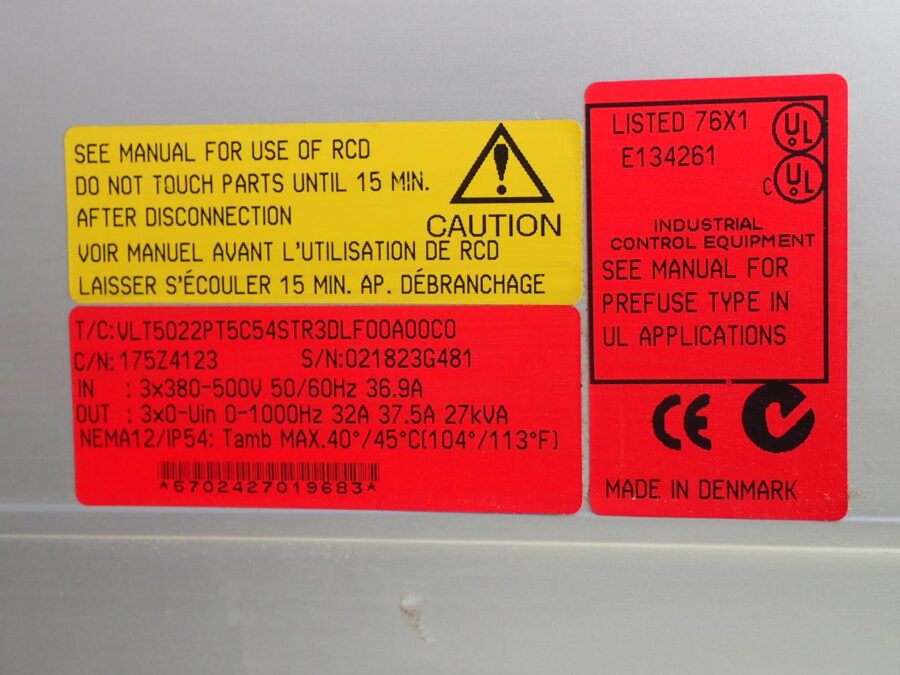 SEE MANUAL FOR USE OF RCD
DO NOT TOUCH PARTS UNTIL 15 MIN.
AFTER DISCONNECTION
CAUTION
VOIR MANUEL AVANT L'UTILISATION DE RCD
LAISSER S'ÉCOULER 15 MIN. AP. DÉBRANCHAGE
T/C:VLT5022PT5C54STR3DLF00A00C0
C/N: 175Z4123 S/N:021823G481
IN : 3x380-500V 50/60Hz 36.9A
OUT : 3x0-Uin 0-1000Hz 32A 37.5A 27kVA
NEMA12/IP54: Tamb MAX.40°/45°C(104°/113°F)
*5702427019683*
LISTED 76X1
E134261
UL
C UL
INDUSTRIAL
CONTROL EQUIPMENT
SEE MANUAL FOR
PREFUSE TYPE IN
UL APPLICATIONS
CE
MADE IN DENMARK